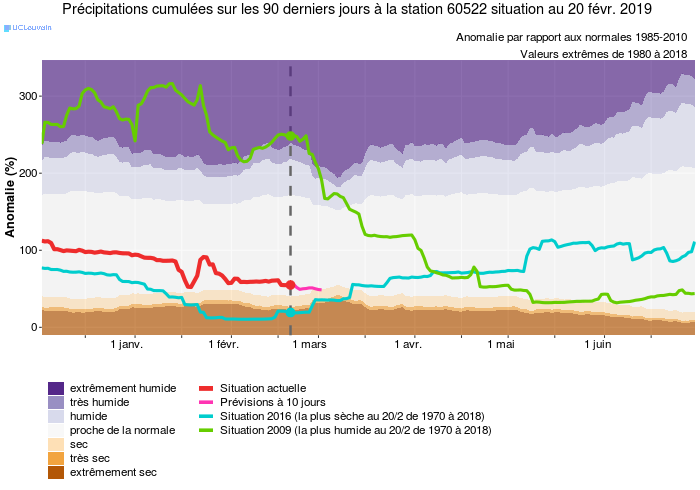 Précipitations cumulées sur les 90 derniers jours à la station 60522 situation au 20 févr. 2019
UCLouvain
Anomalie par rapport aux normales 1985-2010
Valeurs extrêmes de 1980 à 2018
Anomalie (%)
300
200
100
0
1 janv.
1 févr.
1 mars
1 avr.
1 mai
1 juin
extrêmement humide
très humide
humide
proche de la normale
sec
très sec
extrêmement sec
Situation actuelle
Prévisions à 10 jours
Situation 2016 (la plus sèche au 20/2 de 1970 à 2018)
Situation 2009 (la plus humide au 20/2 de 1970 à 2018)